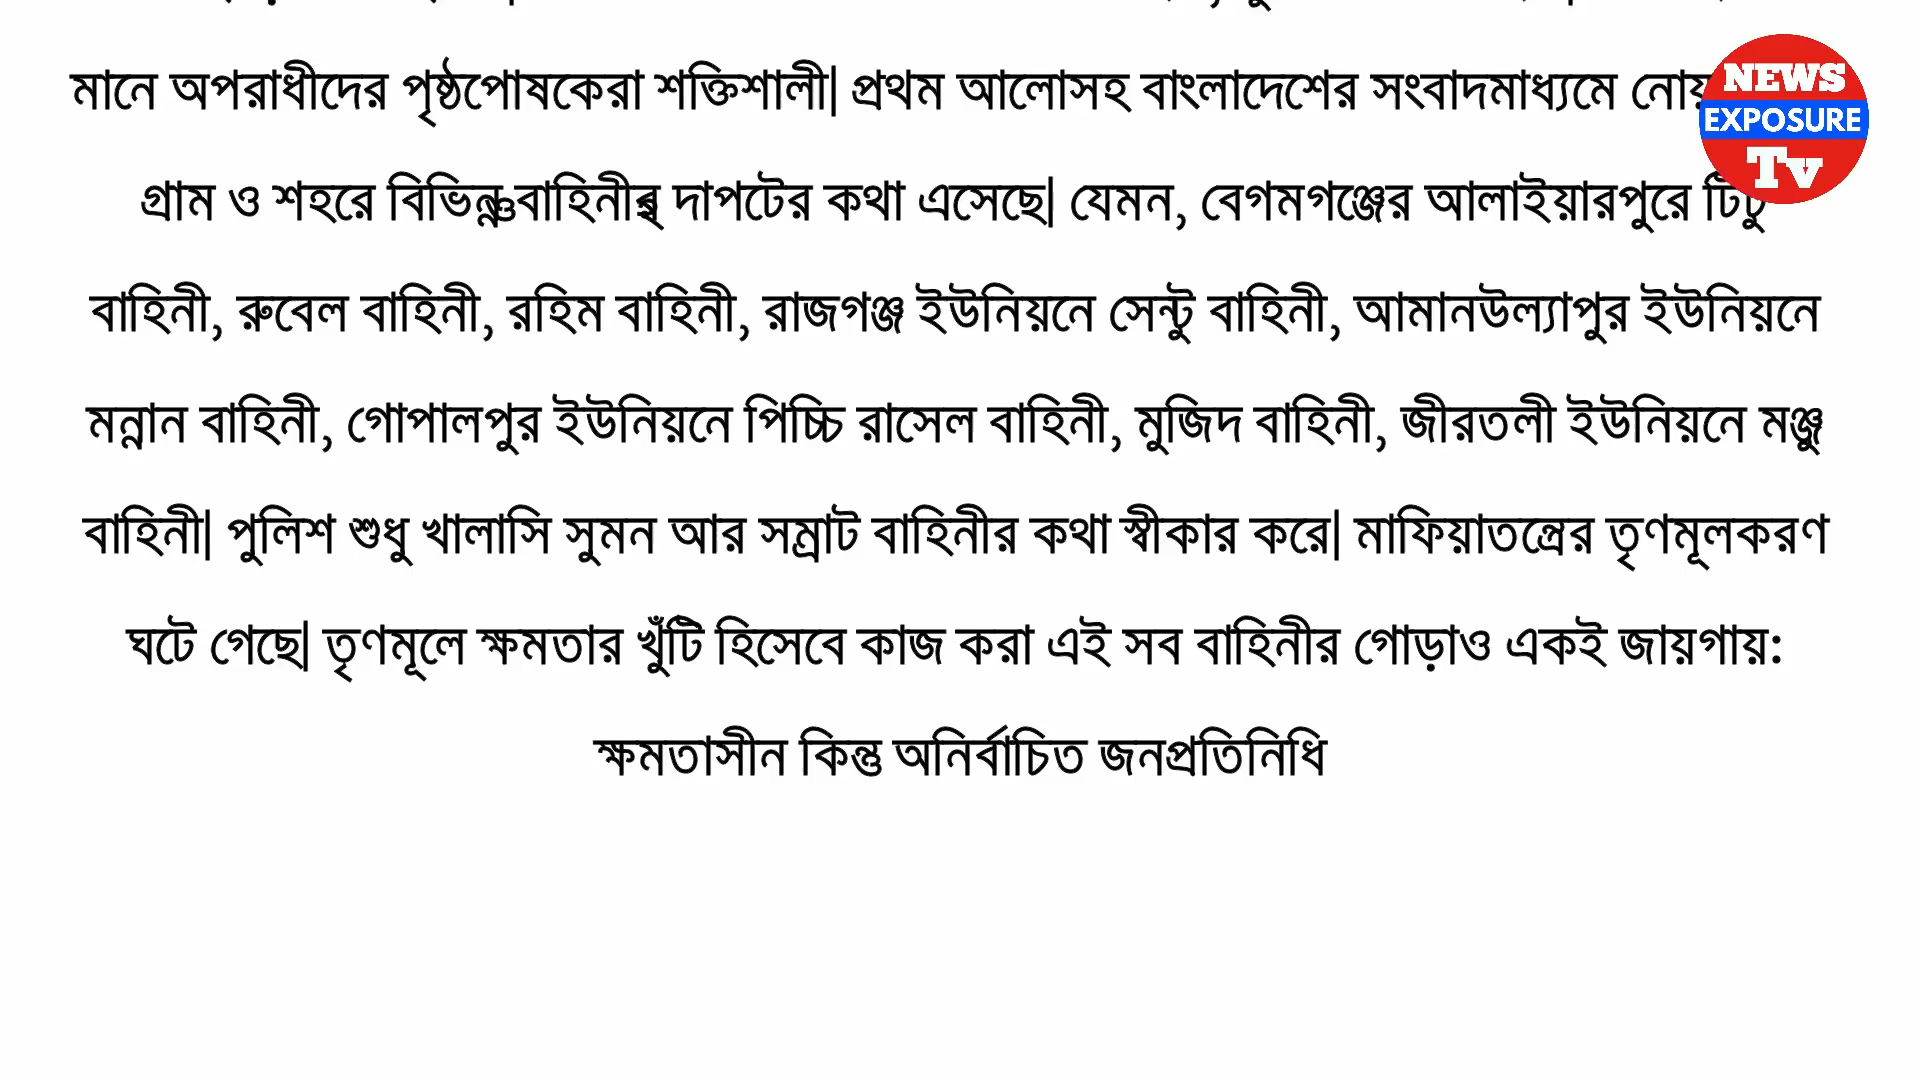 মানে অপরাধীদের পৃষ্ঠপোষকেরা শক্তিশালী| প্রথম আলোসহ বাংলাদেশের সংবাদমাধ্যমে
NEWS
EXPOSURE
Tv
গ্রাম ও শহরে বিভিন্ন বাহিনীর দাপটের কথা এসেছে| যেমন, বেগমগঞ্জের আলাইয়ারপুরে টিটু
বাহিনী, রুবেল বাহিনী, রহিম বাহিনী, রাজগঞ্জ ইউনিয়নে সেন্টু বাহিনী, আমানউল্যাপুর ইউনিয়নে
মন্নান বাহিনী, গোপালপুর ইউনিয়নে পিচ্চি রাসেল বাহিনী, মুজিদ বাহিনী, জীরতলী ইউনিয়নে মঞ্জু
বাহিনী| পুলিশ শুধু খালাসি সুমন আর সম্রাট বাহিনীর কথা স্বীকার করে| মাফিয়াতন্ত্রের তৃণমূলকরণ
ঘটে গেছে| তৃণমূলে ক্ষমতার খুঁটি হিসেবে কাজ করা এই সব বাহিনীর গোড়াও একই জায়গায়:
ক্ষমতাসীন কিন্তু অনির্বাচিত জনপ্রতিনিধি